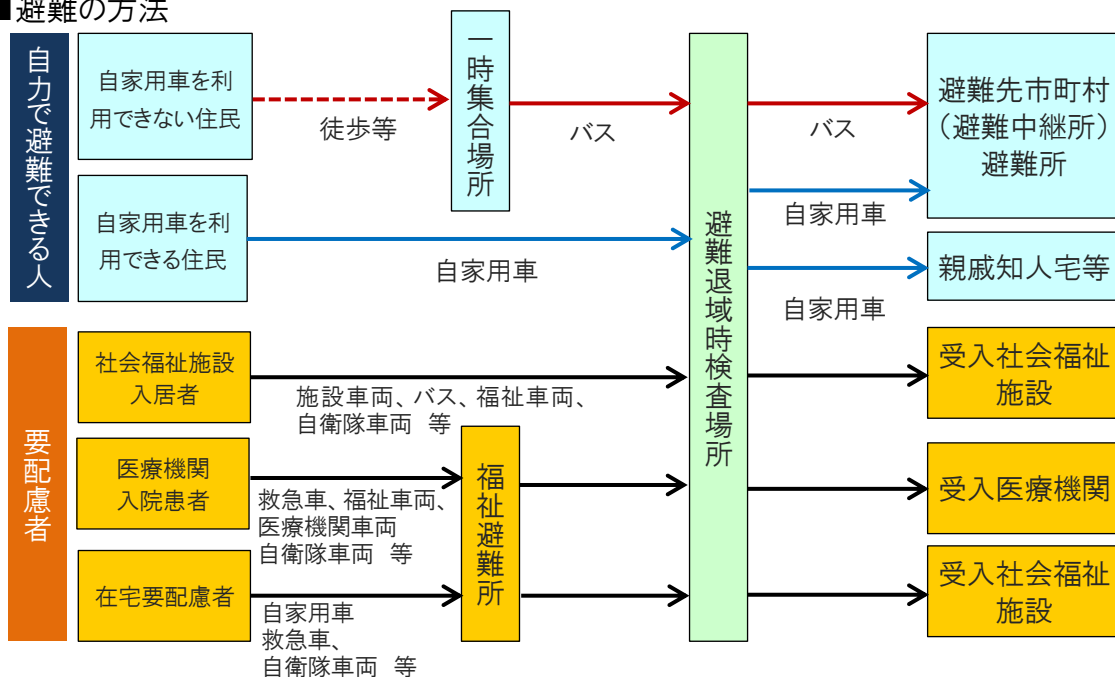 ■避難の方法
自力で避難できる人
自家用車を利
用できない住民
徒歩等
一時集合場所
バス
バス
避難先市町村
（避難中継所）
避難所
自家用車を利
用できる住民
自家用車
避難退域時検査場所
自家用車
自家用車
親戚知人宅等
要配慮者
社会福祉施設
入居者
施設車両、バス、福祉車両、
自衛隊車両 等
受入社会福祉
施設
医療機関
入院患者
救急車、福祉車両、
医療機関車両
自衛隊車両 等
福祉避難所
受入医療機関
在宅要配慮者
自家用車
救急車、
自衛隊車両 等
受入社会福祉
施設